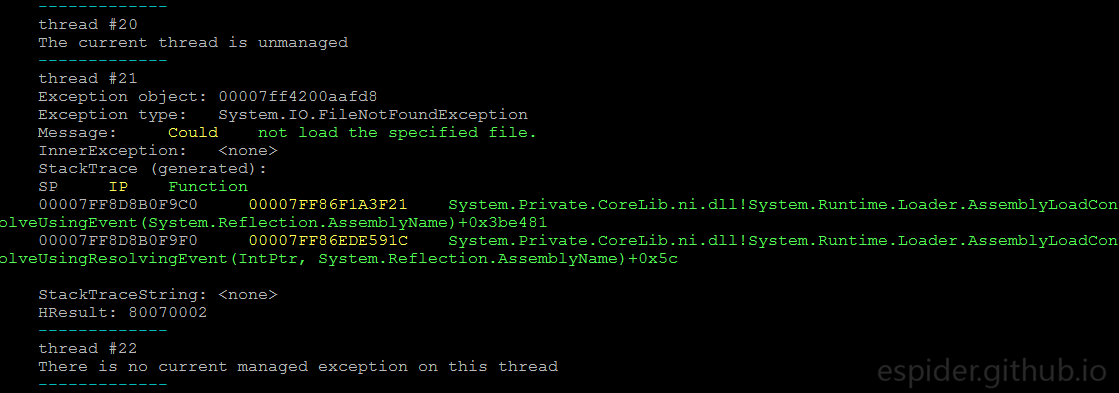 -------------
thread #20
The current thread is unmanaged
-------------
thread #21
Exception object: 00007ff4200aafd8
Exception type:   System.IO.FileNotFoundException
Message:     Could    not load the specified file.
InnerException:   <none>
StackTrace (generated):
SP     IP    Function
00007FF8D8B0F9C0     00007FF86F1A3F21    System.Private.CoreLib.ni.dll!System.Runtime.Loader.AssemblyLoadCon
olveUsingEvent(System.Reflection.AssemblyName)+0x3be481
00007FF8D8B0F9F0     00007FF86EDE591C    System.Private.CoreLib.ni.dll!System.Runtime.Loader.AssemblyLoadCon
olveUsingResolvingEvent(IntPtr, System.Reflection.AssemblyName)+0x5c
StackTraceString: <none>
HResult: 80070002
-------------
thread #22
There is no current managed exception on this thread
-------------
espider.github.io